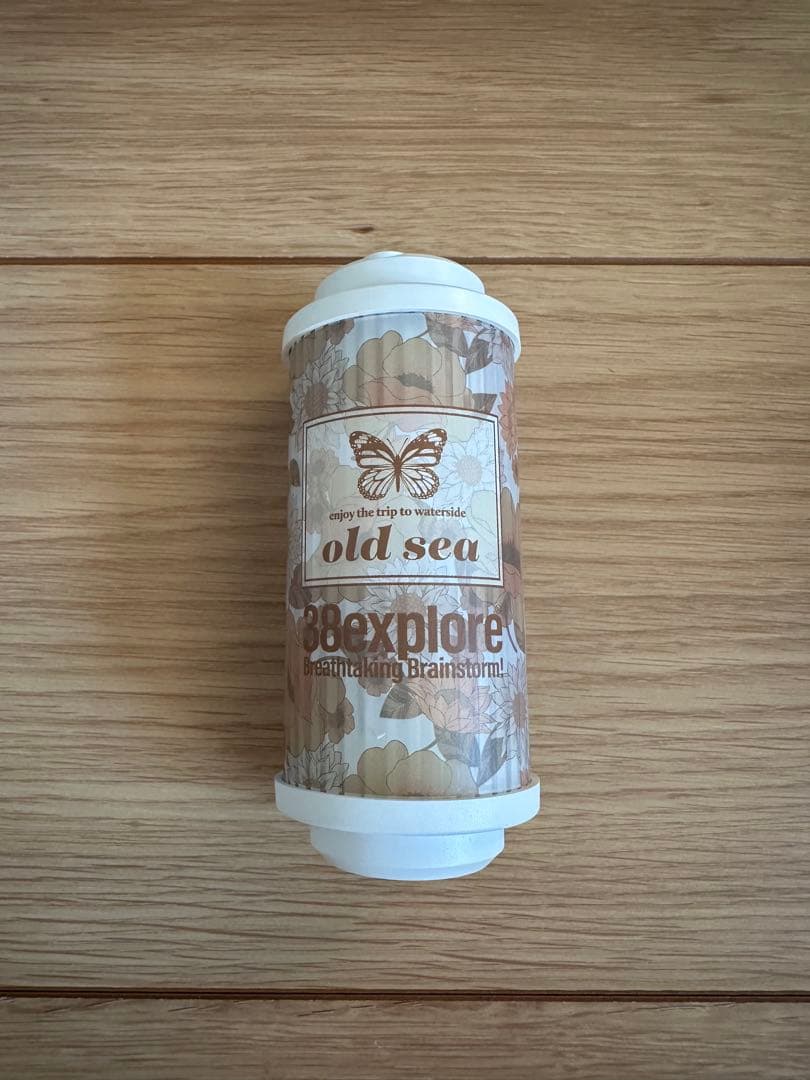 enjoy the trip to waterside
old sea
38explore
Breathtaking Brainstorm!